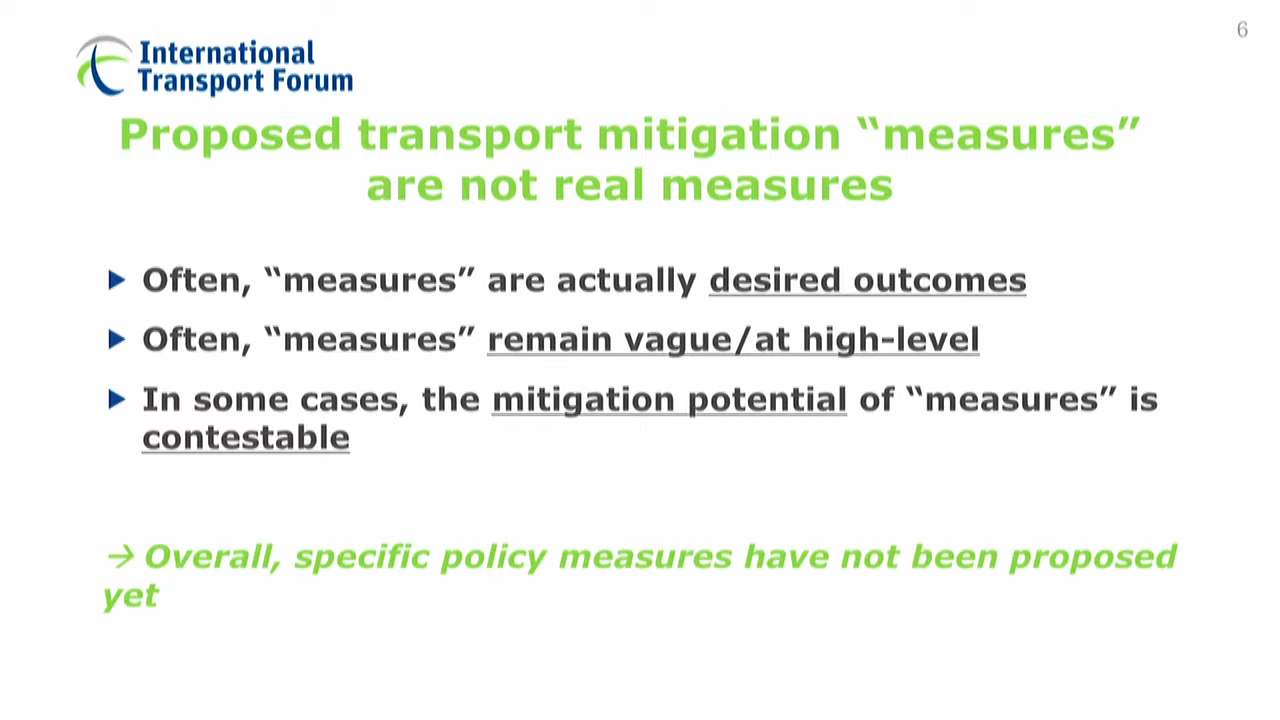 6
International
Transport Forum
Proposed transport mitigation “measures”
are not real measures
Often, “measures” are actually desired outcomes
Often, “measures” remain vague/at high-level
In some cases, the mitigation potential of “measures” is
contestable
→ Overall, specific policy measures have not been proposed
yet